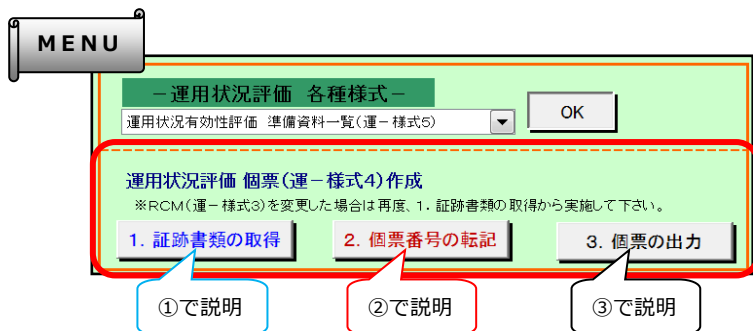 MENU
－運用状況評価 各種様式－
運用状況有効性評価 準備資料一覧(運－様式5)
OK
運用状況評価 個票(運－様式4)作成
※RCM(運－様式3)を変更した場合は再度、1. 証跡書類の取得から実施して下さい。
1. 証跡書類の取得
2. 個票番号の転記
3. 個票の出力
①で説明
②で説明
③で説明